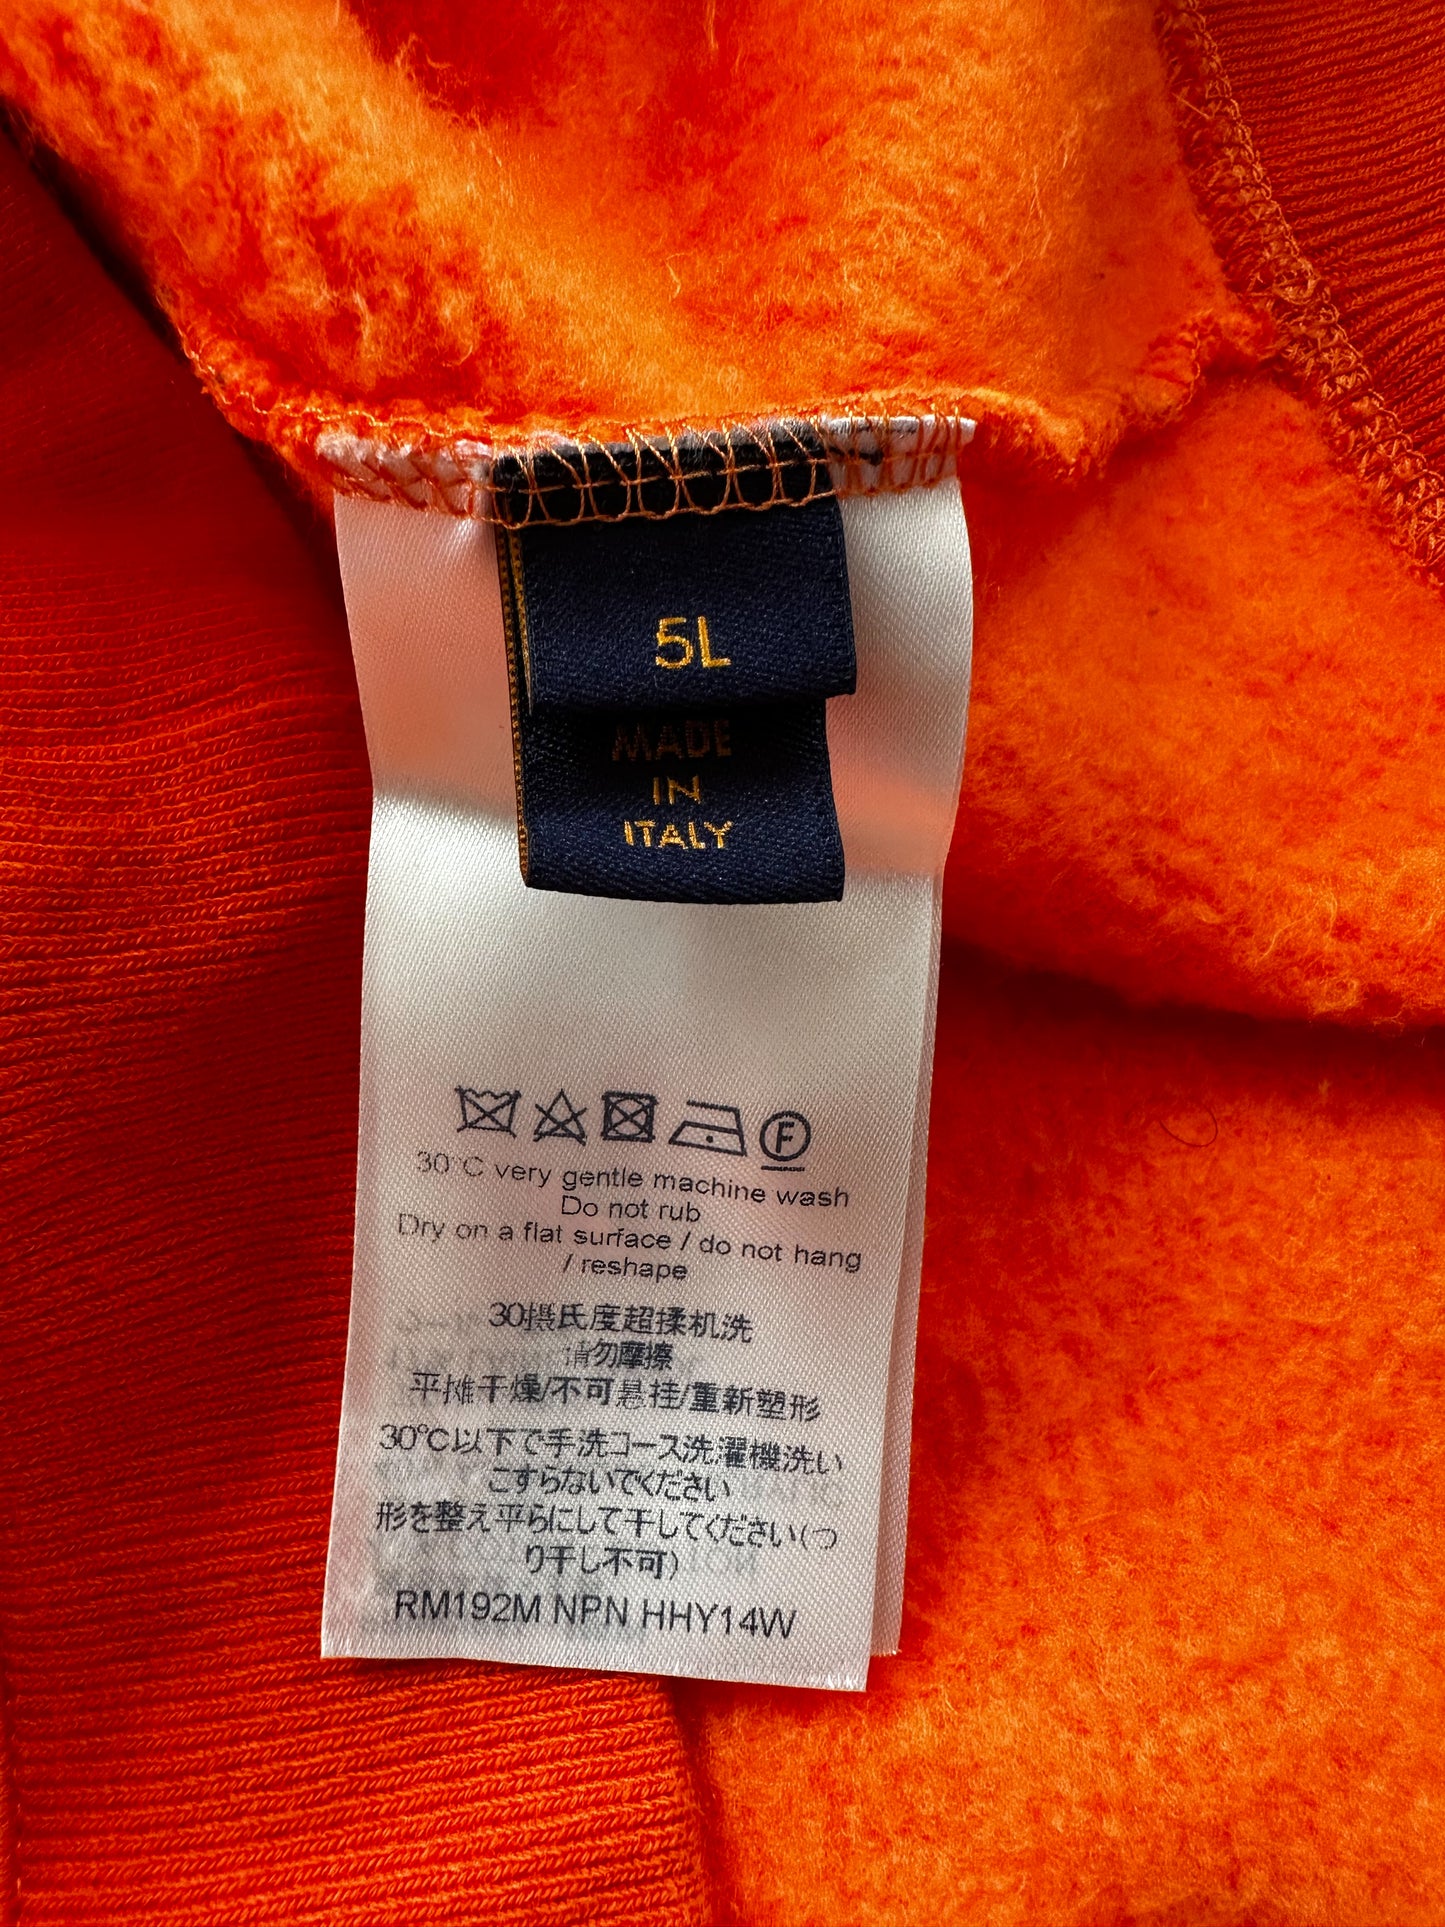 5L
MADE
IN
ITALY
F
30°C very gentle machine wash
Do not rub
Dry on a flat surface / do not hang
/ reshape
30摄氏度超揉机洗
请勿摩擦
平摊干燥/不可悬挂/重新塑形
30℃以下で手洗コース洗濯機洗い
こすらないでください
形を整え平らにして干してください(つ
り干し不可)
RM192M NPN HHY14W